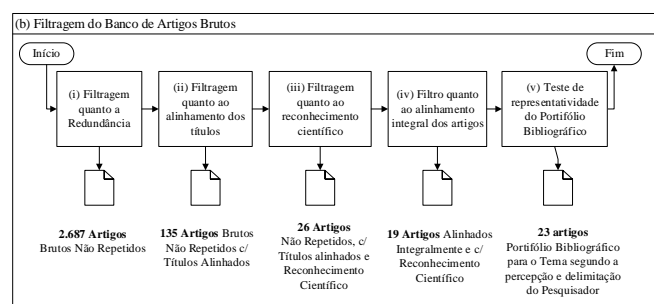 (b) Filtragem do Banco de Artigos Brutos
Início
Fim
(i) Filtragem
quanto a
Redundância
(ii) Filtragem
quanto ao
alinhamento dos
títulos
(iii) Filtragem
quanto ao
reconhecimento
científico
(iv) Filtro quanto
ao alinhamento
integral dos artigos
(v) Teste de
representatividade
do Portifólio
Bibliográfico
2.687 Artigos
Brutos Não Repetidos
135 Artigos Brutos
Não Repetidos c/
Títulos Alinhados
26 Artigos
Não Repetidos, c/
Títulos alinhados e
Reconhecimento
Científico
19 Artigos Alinhados
Integralmente e c/
Reconhecimento
Científico
23 artigos
Portifólio Bibliográfico
para o Tema segundo a
percepção e delimitação
do Pesquisador